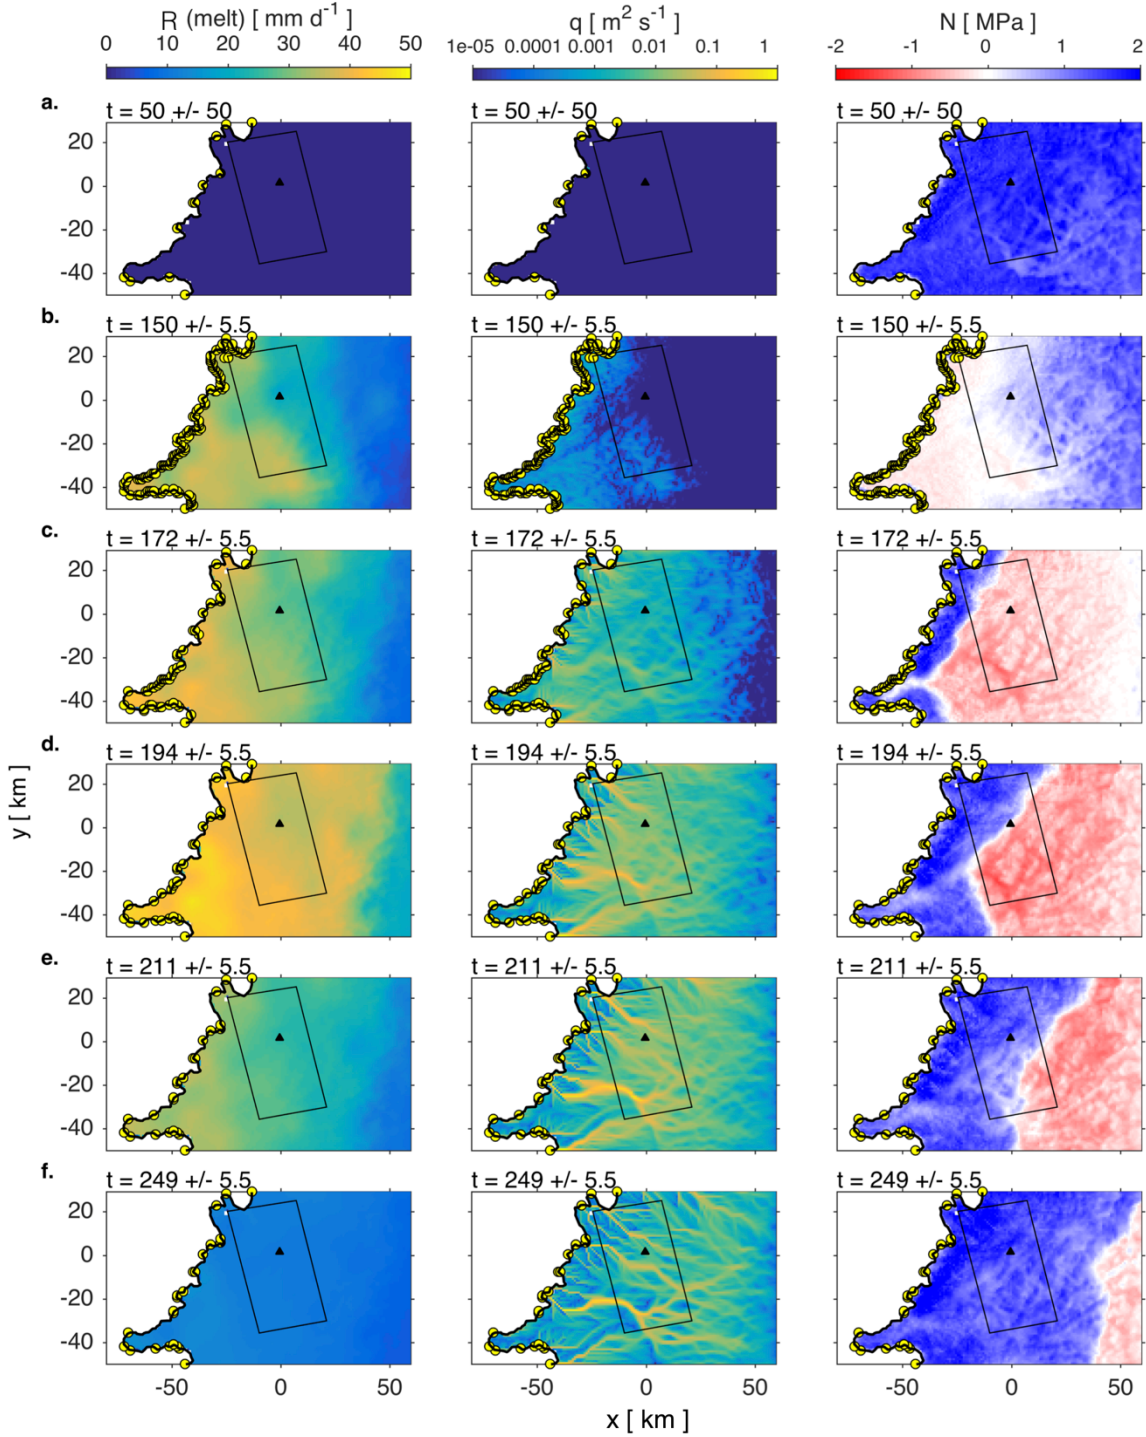 R (melt) [ mm d-1 ] q [ m2 s-1 ] N [ MPa ]
0 10 20 30 40 50 1e-05 0.0001 0.001 0.01 0.1 1 -2 -1 0 1 2
a.
t = 50 +/- 50 t = 50 +/- 50 t = 50 +/- 50
20
0
-20
-40
b.
t = 150 +/- 5.5 t = 150 +/- 5.5 t = 150 +/- 5.5
20
0
-20
-40
c.
t = 172 +/- 5.5 t = 172 +/- 5.5 t = 172 +/- 5.5
20
0
-20
-40
d.
t = 194 +/- 5.5 t = 194 +/- 5.5 t = 194 +/- 5.5
20
y [ km ]
0
-20
-40
e.
t = 211 +/- 5.5 t = 211 +/- 5.5 t = 211 +/- 5.5
20
0
-20
-40
f.
t = 249 +/- 5.5 t = 249 +/- 5.5 t = 249 +/- 5.5
20
0
-20
-40
-50 0 -50 0 50 -50 0 50
x [ km ]